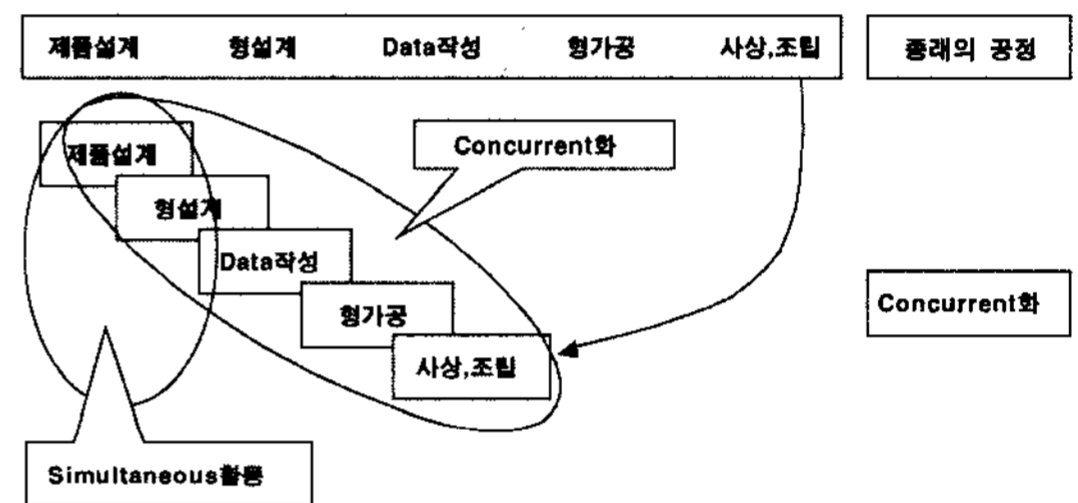 제품설계 형설계 Data작성 형가공 사상,조립 종래의 공정
Concurrent화
제품설계
형설계
Data작성
형가공
사상,조립
Concurrent화
Simultaneous활동